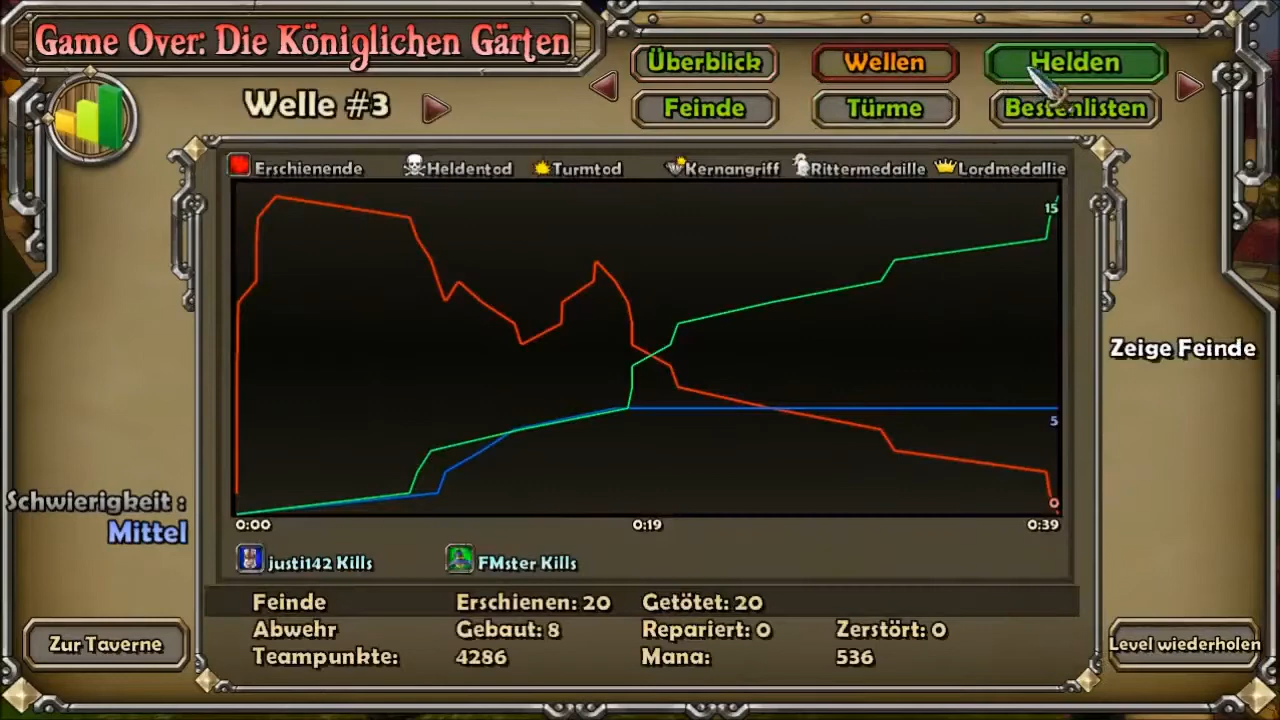 Game Over: Die Königlichen Gärten
Überblick
Wellen
Helden
Welle #3
Feinde
Türme
Bestenlisten
Erschienende
Heldentod
Turmtod
Kernangriff
Rittermedaille
Lordmedallie
15
Zeige Feinde
5
Schwierigkeit :
Mittel
0
0:00
0:19
0:39
justi142 Kills
FMster Kills
Feinde Erschienen: 20 Getötet: 20
Abwehr Gebaut: 8 Repariert: 0 Zerstört: 0
Teampunkte: 4286 Mana: 536
Zur Taverne
Level wiederholen